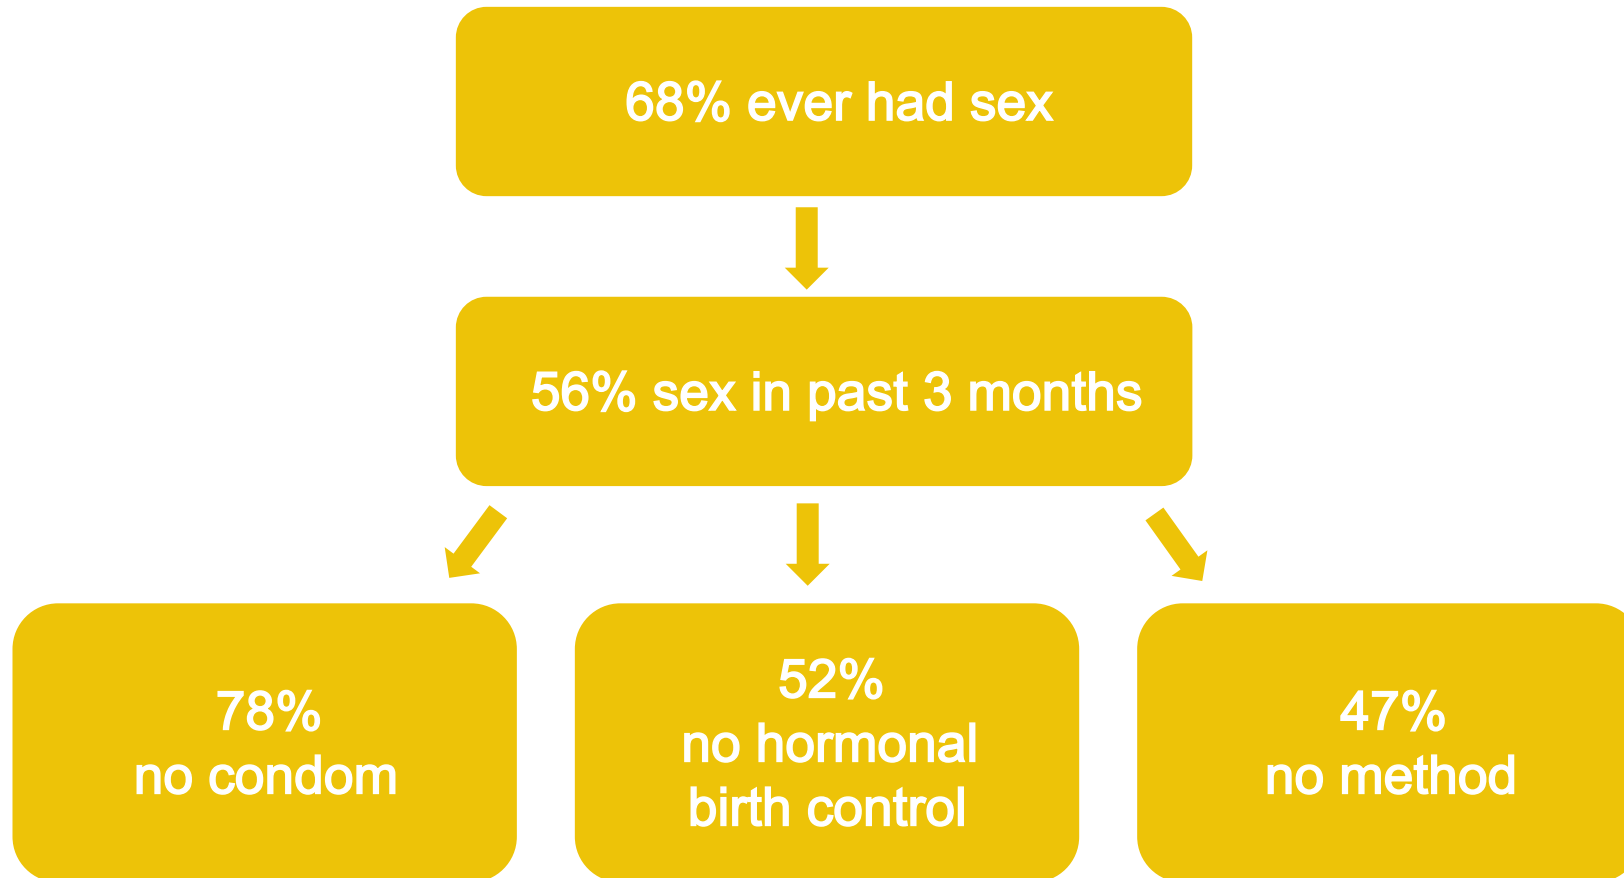 68% ever had sex
56% sex in past 3 months
78%
no condom
52%
no hormonal
birth control
47%
no method